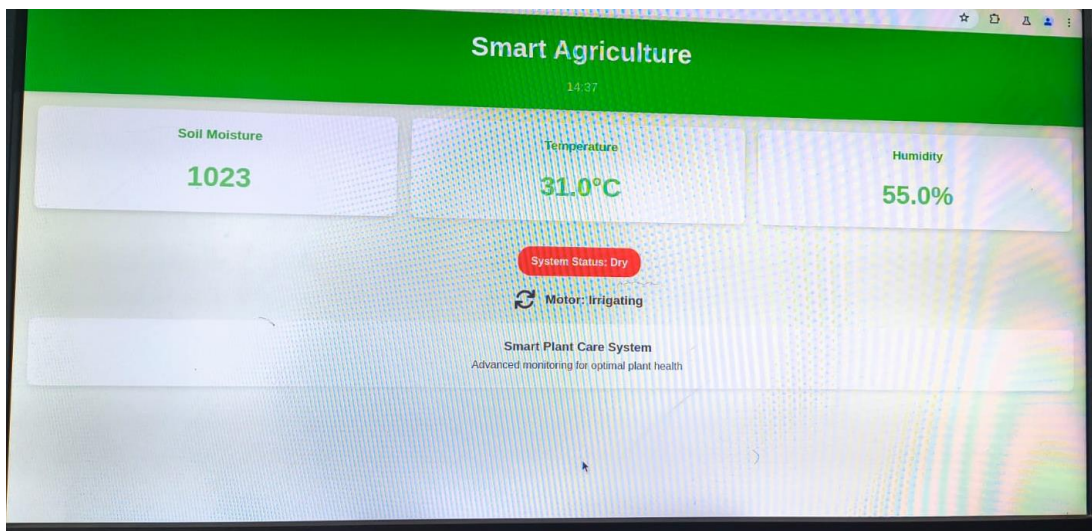 Smart Agriculture
14:37
Soil Moisture
1023
Temperature
31.0°C
Humidity
55.0%
System Status: Dry
Motor: Irrigating
Smart Plant Care System
Advanced monitoring for optimal plant health